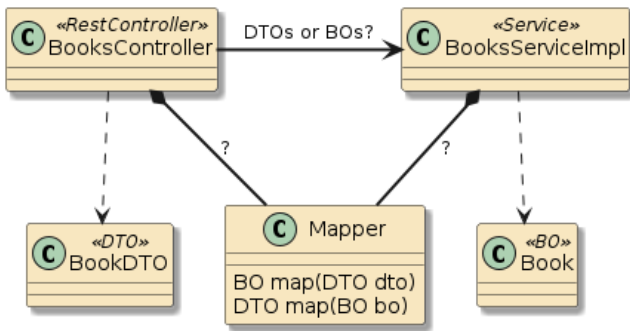 «RestController»
C BooksController
DTOs or BOs?
«Service»
C BooksServiceImpl
?
?
«DTO»
C BookDTO
C Mapper
BO map(DTO dto)
DTO map(BO bo)
«BO»
C Book